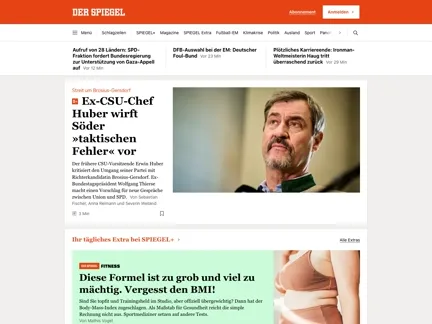 DER SPIEGEL
Abonnement
Anmelden
Menü
Schlagzeilen
SPIEGEL+
Magazine
SPIEGEL Extra
Fußball-EM
Klimakrise
Politik
Ausland
Sport
Suche
Aufruf von 28 Ländern: SPD-
Fraktion fordert Bundesregierung
zur Unterstützung von Gaza-Appell
auf Vor 12 Min
DFB-Auswahl bei der EM: Deutscher
Foul-Bund Vor 23 Min
Plötzliches Karriereende: Ironman-
Weltmeisterin Haug tritt
überraschend zurück Vor 29 Min
Streit um Brosius-Gersdorf
Ex-CSU-Chef
Huber wirft
Söder
»taktischen
Fehler« vor
Der frühere CSU-Vorsitzende Erwin Huber
kritisiert den Umgang seiner Partei mit
Richterkandidatin Brosius-Gersdorf. Ex-
Bundestagspräsident Wolfgang Thierse
macht einen Vorschlag für neue Gespräche
zwischen Union und SPD. Von Sebastian
Fischer, Anna Reimann und Severin Weiland
3 Min
Ihr tägliches Extra bei SPIEGEL+
Alle Extras
FITNESS
Diese Formel ist zu grob und viel zu
mächtig. Vergesst den BMI!
Sind Sie topfit und Trainingsheld im Studio, aber offiziell übergewichtig? Dann hat der
Body-Mass-Index zugeschlagen. Als Maßstab für Gesundheit reicht die simple
Rechnung nicht aus. Sportmediziner setzen auf andere Tests.
Von Mathis Vogel